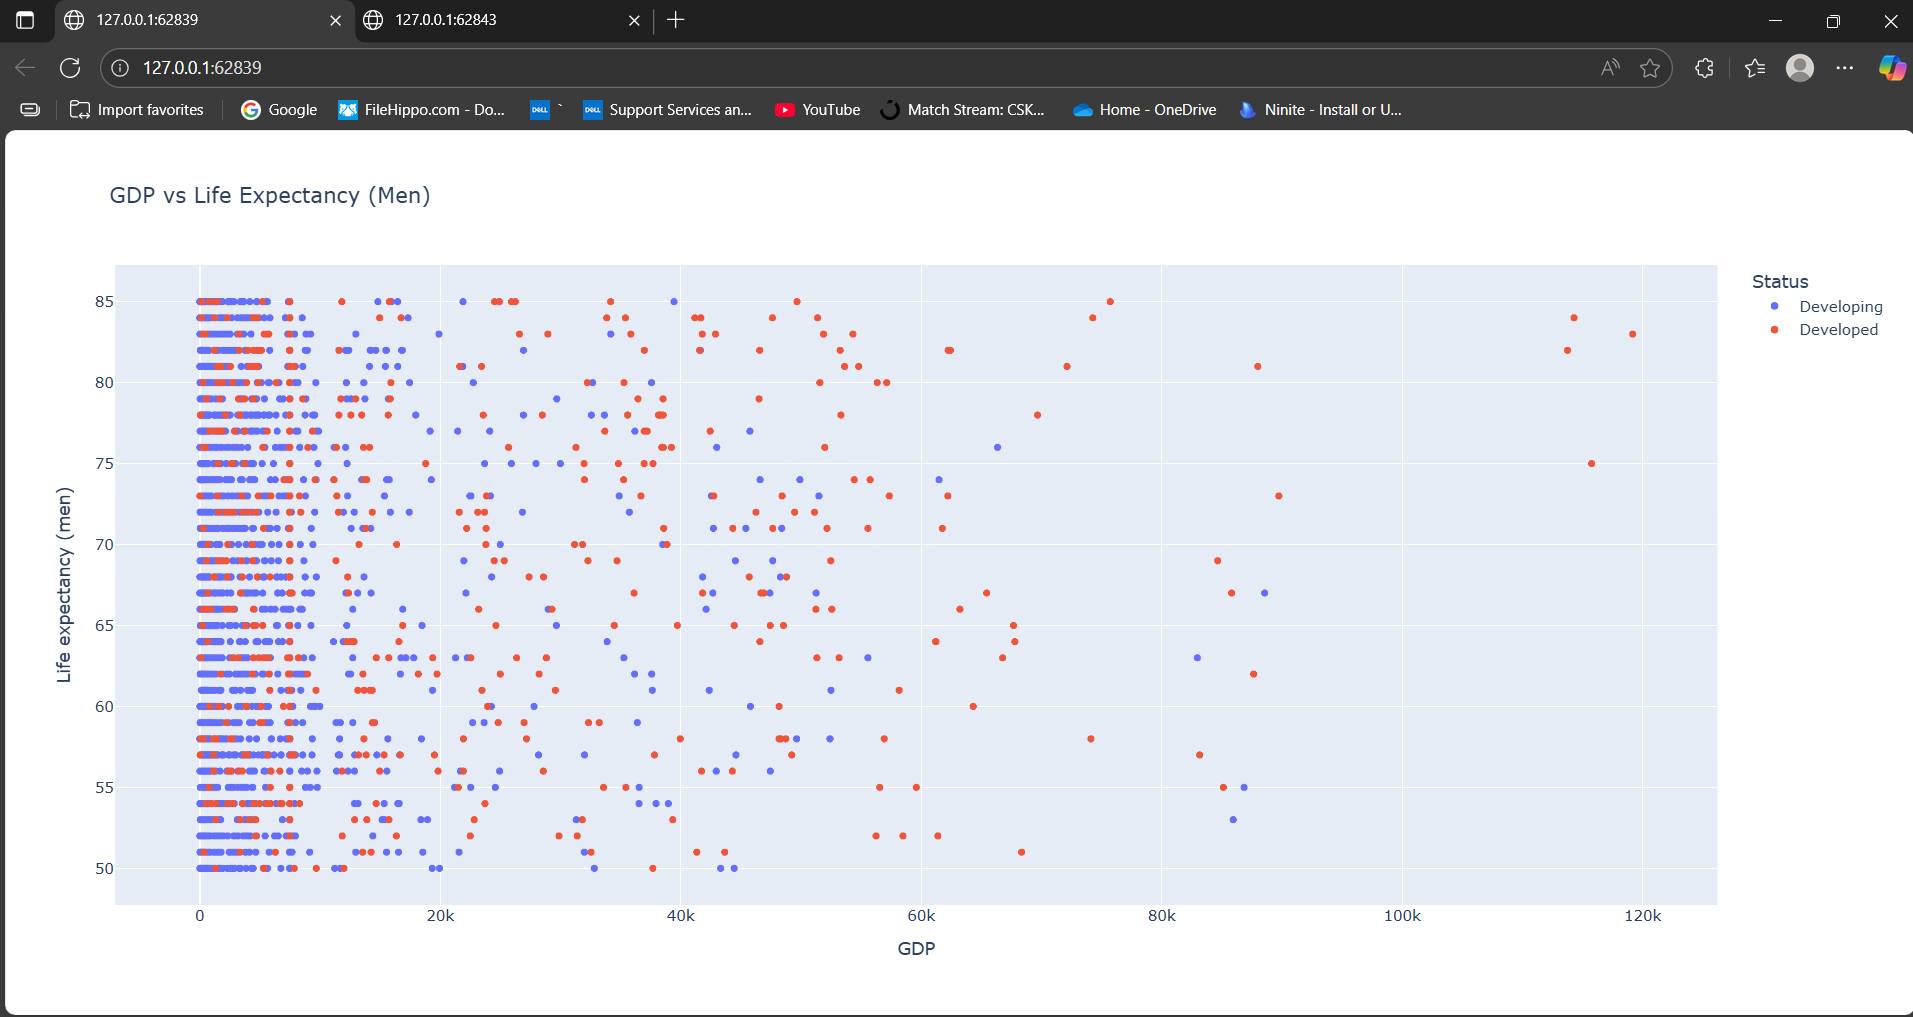 127.0.0.1:62839
127.0.0.1:62843
127.0.0.1:62839
Import favorites
Google
FileHippo.com - Do...
DELL `
DELL Support Services an...
YouTube
Match Stream: CSK...
Home - OneDrive
Ninite - Install or U...
GDP vs Life Expectancy (Men)
Status
Developing
Developed
Life expectancy (men)
85
80
75
70
65
60
55
50
0 20k 40k 60k 80k 100k 120k
GDP